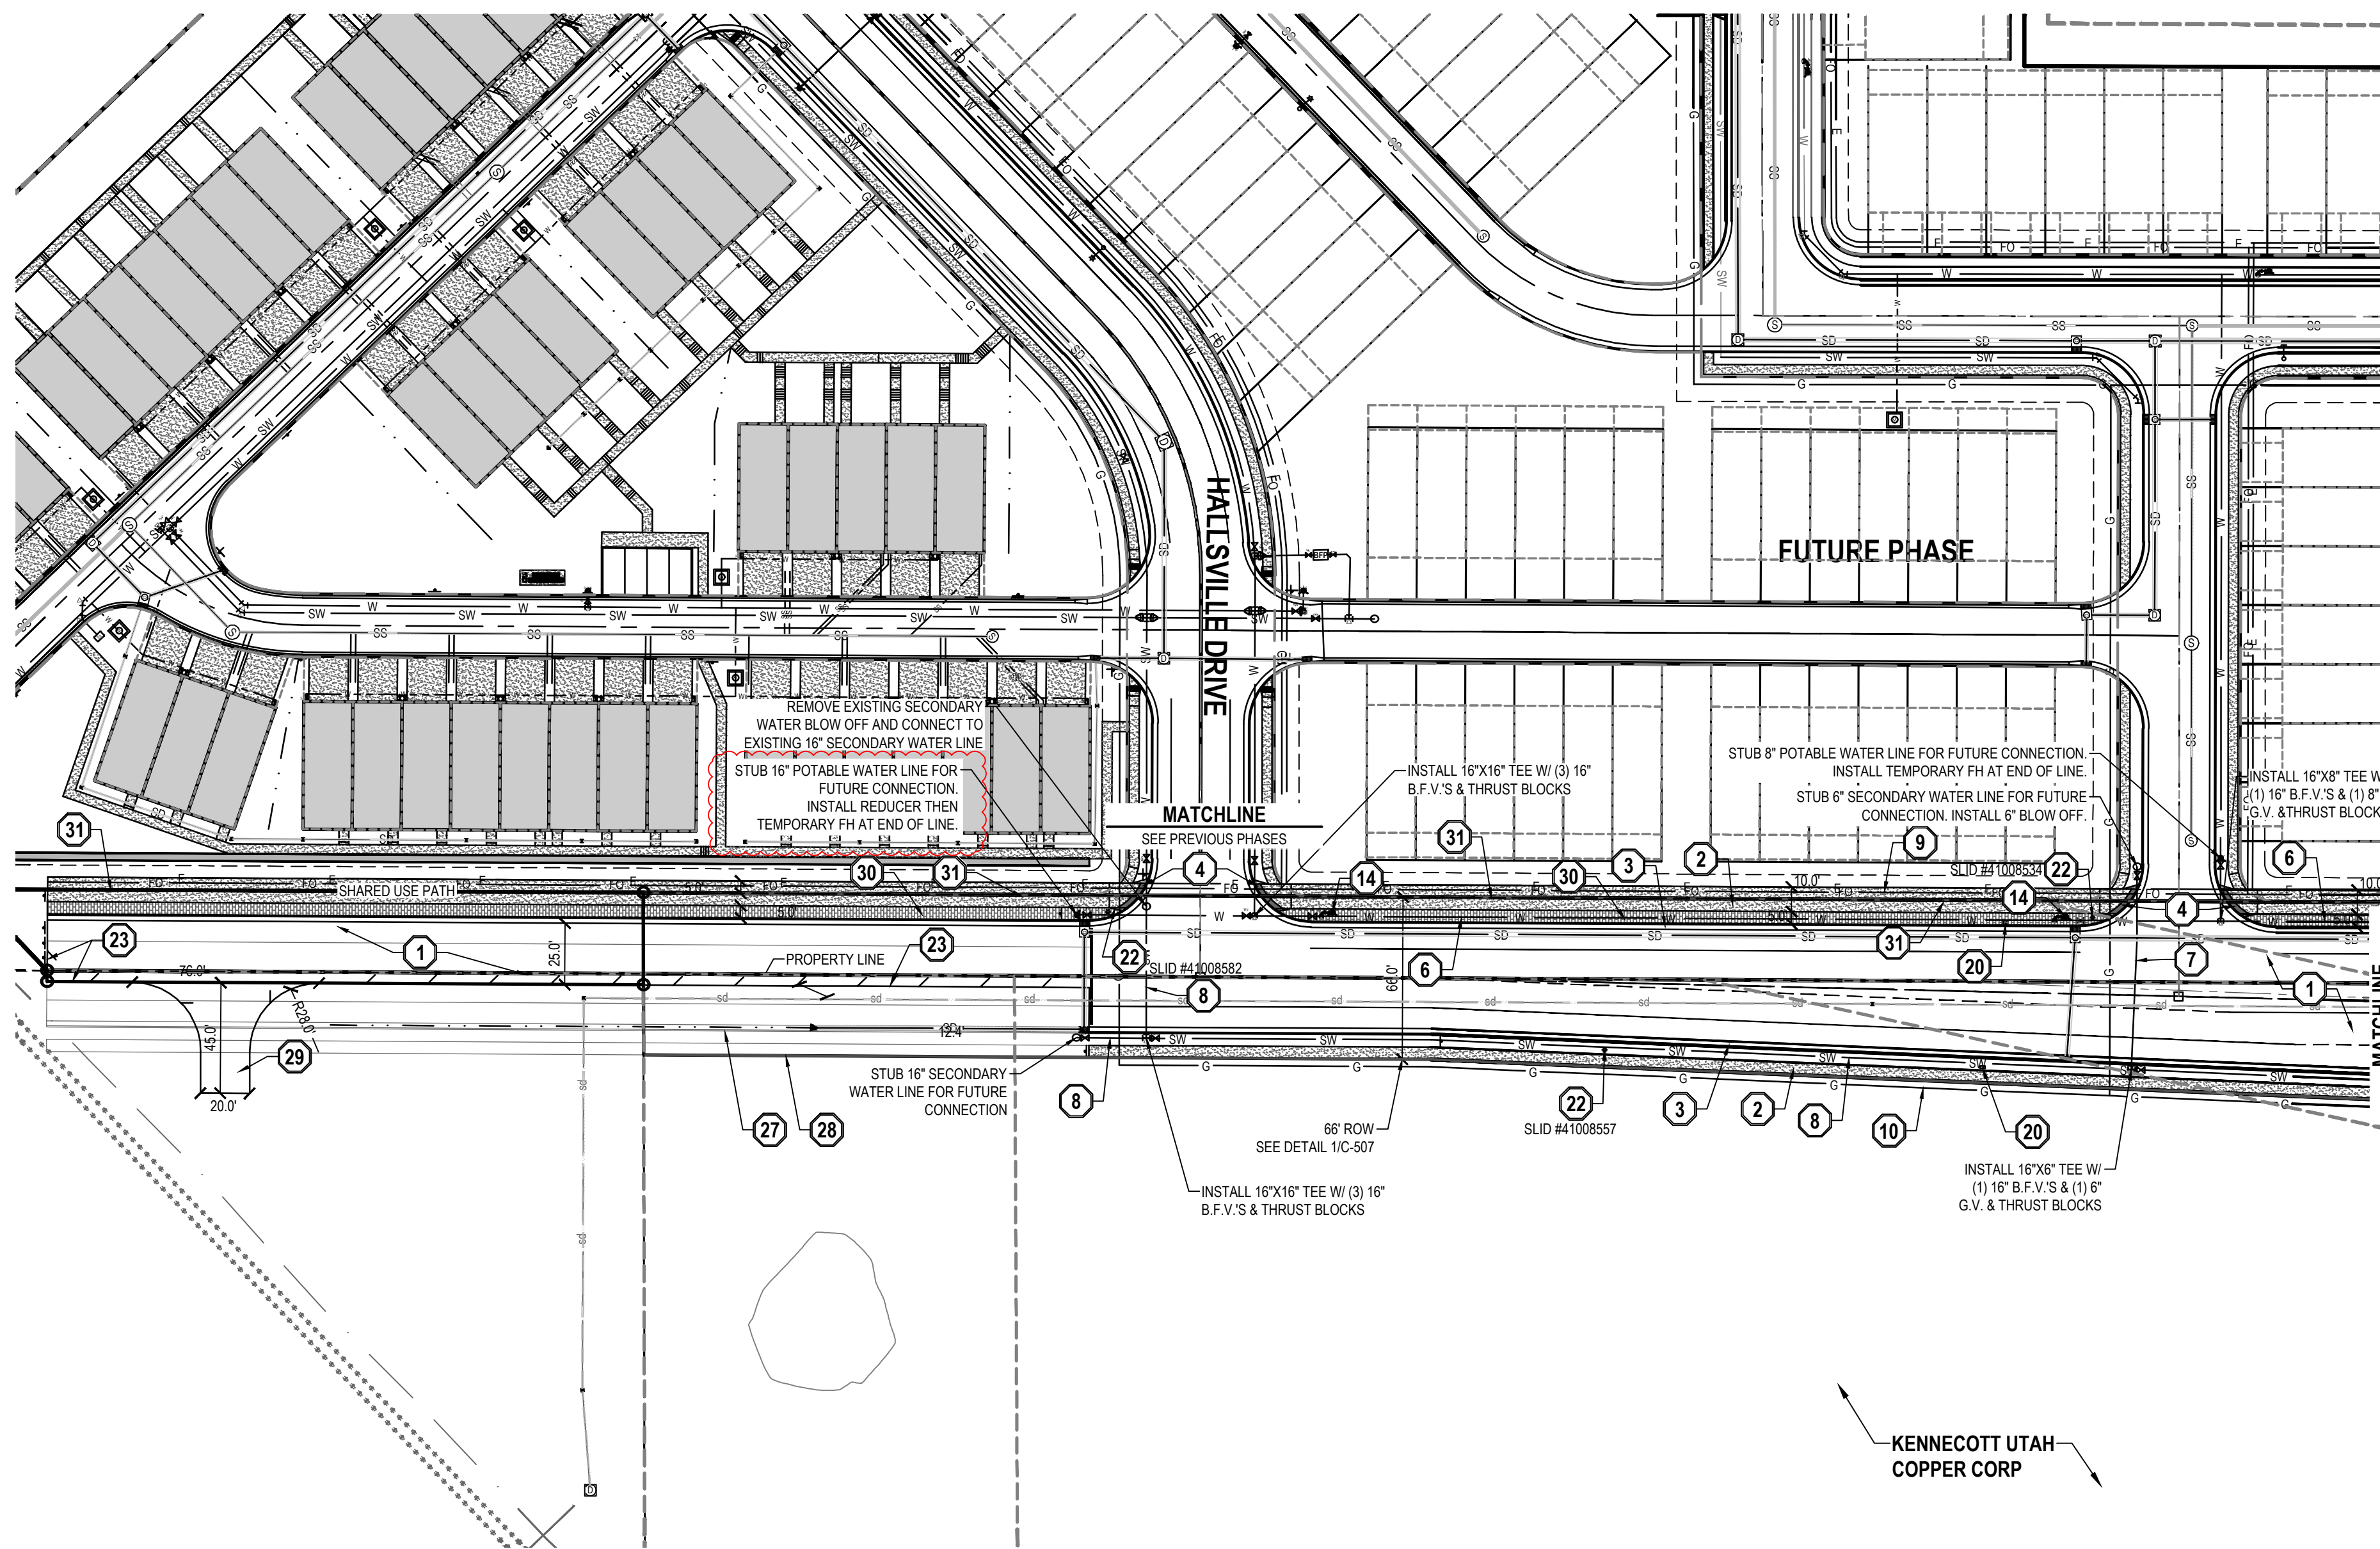 HALLSVILLE DRIVE
FUTURE PHASE
REMOVE EXISTING SECONDARY
WATER BLOW OFF AND CONNECT TO
EXISTING 16" SECONDARY WATER LINE
STUB 16" POTABLE WATER LINE FOR
FUTURE CONNECTION.
INSTALL REDUCER THEN
TEMPORARY FH AT END OF LINE.
MATCHLINE
SEE PREVIOUS PHASES
INSTALL 16"X16" TEE W/ (3) 16"
B.F.V.'S & THRUST BLOCKS
STUB 8" POTABLE WATER LINE FOR FUTURE CONNECTION.
INSTALL TEMPORARY FH AT END OF LINE.
STUB 6" SECONDARY WATER LINE FOR FUTURE
CONNECTION. INSTALL 6" BLOW OFF.
INSTALL 16"X8" TEE W
(1) 16" B.F.V.'S & (1) 8"
G.V. &THRUST BLOCK
31
30
31
4
14
31
30
3
2
9
SLID #41008534
22
14
4
6
SHARED USE PATH
5.0'
5.0'
10.0'
5.0'
23
1
25.0'
76.0'
PROPERTY LINE
23
22
SLID #41008582
8
6
66.0'
31
20
7
1
MATCHLINE
R28.0'
45.0'
29
20.0'
12.4'
27
28
STUB 16" SECONDARY
WATER LINE FOR FUTURE
CONNECTION
8
66' ROW
SEE DETAIL 1/C-507
22
SLID #41008557
3
2
8
10
20
INSTALL 16"X16" TEE W/ (3) 16"
B.F.V.'S & THRUST BLOCKS
INSTALL 16"X6" TEE W/
(1) 16" B.F.V.'S & (1) 6"
G.V. & THRUST BLOCKS
KENNECOTT UTAH
COPPER CORP